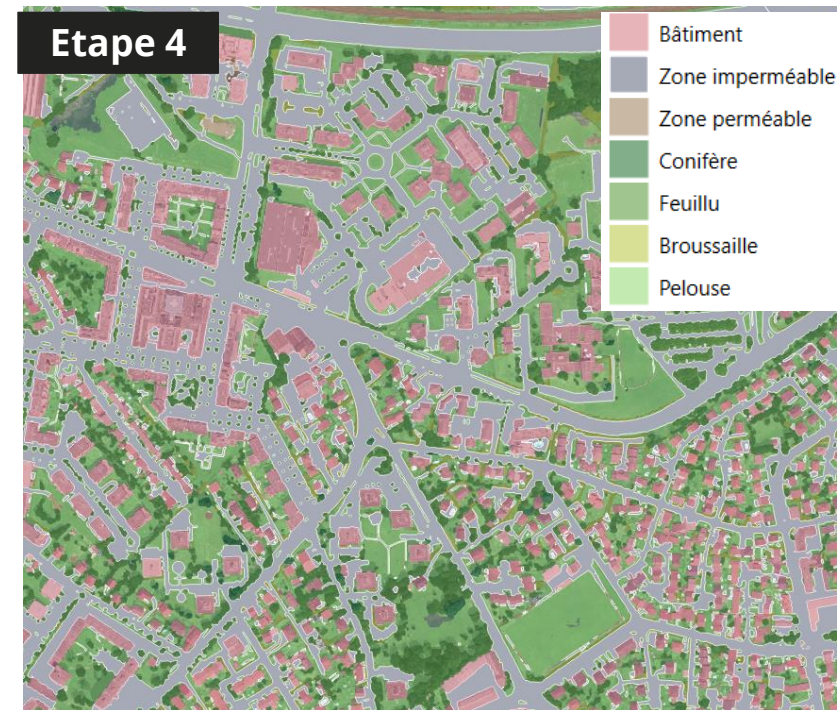 Etape 4
Bâtiment
Zone imperméable
Zone perméable
Conifère
Feuillu
Broussaille
Pelouse